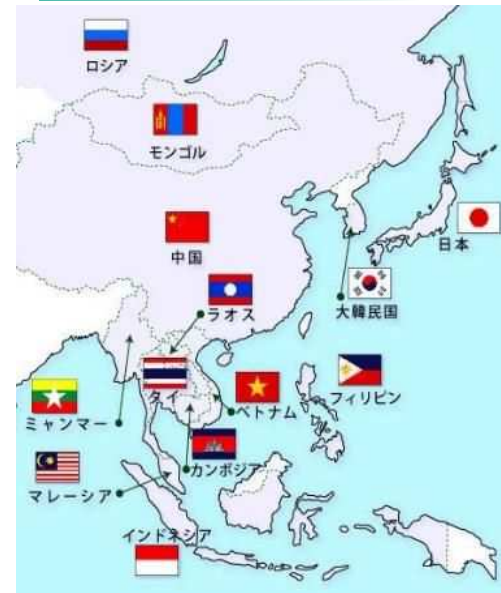 ロシア
モンゴル
中国
日本
ラオス
大韓民国
タイ
フィリピン
ベトナム
ミャンマー
カンボジア
マレーシア
インドネシア